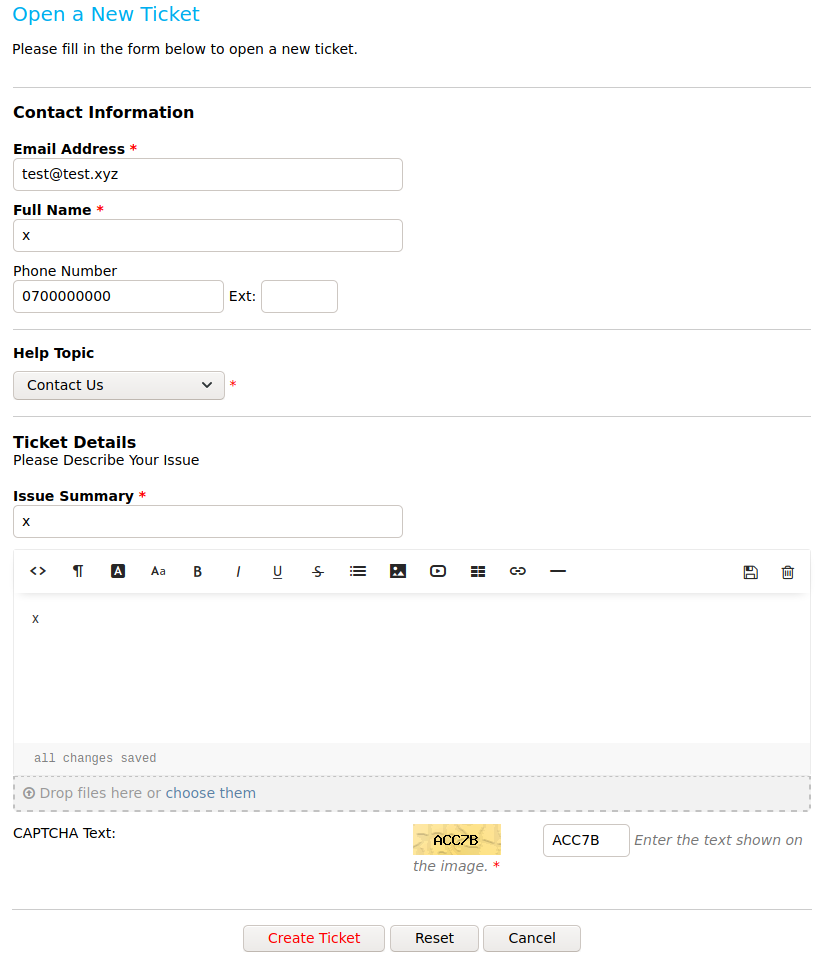 Open a New Ticket
Please fill in the form below to open a new ticket.
Contact Information
Email Address *
test@test.xyz
Full Name *
x
Phone Number
0700000000 Ext:
Help Topic
Contact Us *
Ticket Details
Please Describe Your Issue
Issue Summary *
x
<> ¶ A Aa B I U S
x
all changes saved
Drop files here or choose them
CAPTCHA Text: ACC7B ACC7B Enter the text shown on
the image. *
Create Ticket Reset Cancel